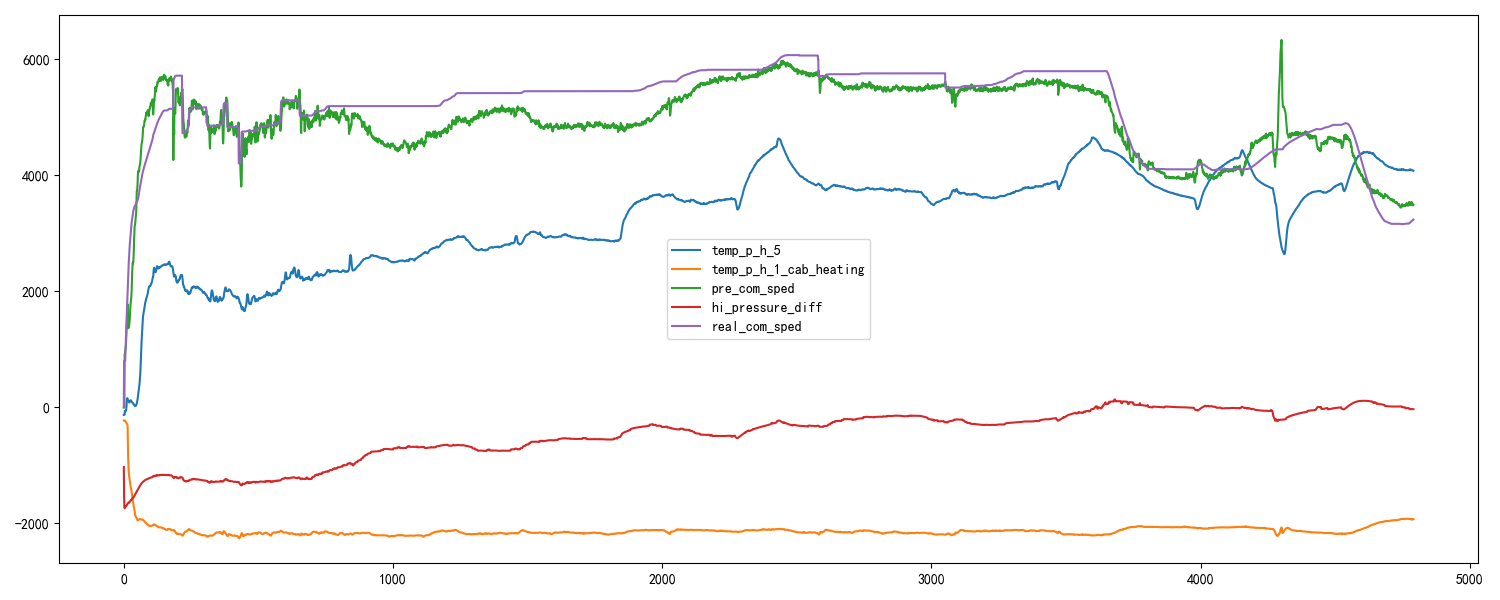 6000
4000
2000
0
−2000
0
1000
2000
3000
4000
5000
temp_p_h_5
temp_p_h_1_cab_heating
pre_com_sped
hi_pressure_diff
real_com_sped